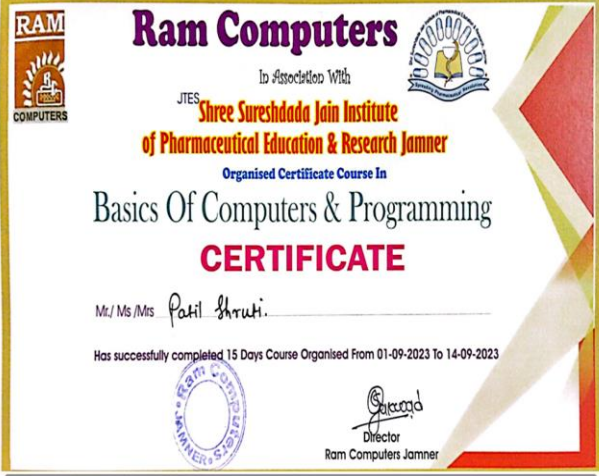 RAM
COMPUTERS
Ram Computers
In Association With
JTES
Shree Sureshdada Jain Institute
of Pharmaceutical Education & Research Jamner
Organised Certificate Course In
Basics Of Computers & Programming
CERTIFICATE
Mr./ Ms /Mrs Patil Shruti.
Has successfully completed 15 Days Course Organised From 01-09-2023 To 14-09-2023
Ram Computers
JAMNER
Director
Ram Computers Jamner